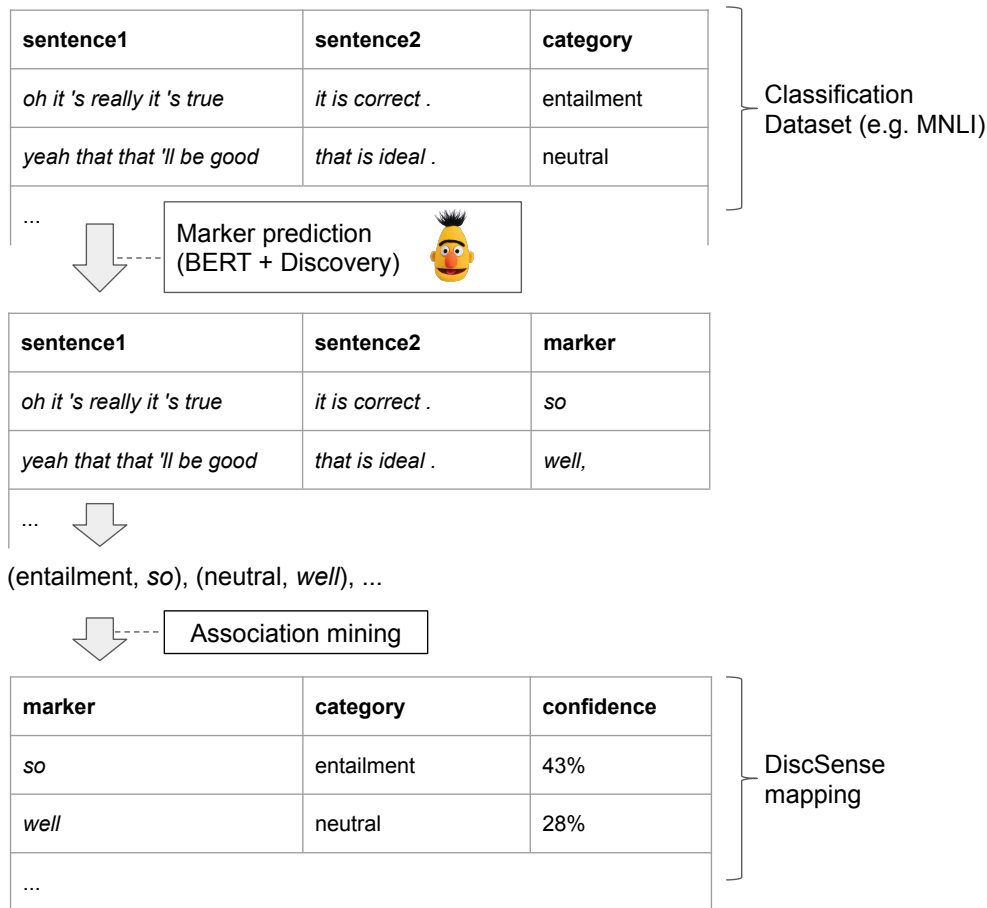 sentence1 sentence2 category
oh it 's really it 's true it is correct . entailment
yeah that that 'll be good that is ideal . neutral
...
Classification
Dataset (e.g. MNLI)
Marker prediction
(BERT + Discovery)
sentence1 sentence2 marker
oh it 's really it 's true it is correct . so
yeah that that 'll be good that is ideal . well,
...
(entailment, so), (neutral, well), ...
Association mining
marker category confidence
so entailment 43%
well neutral 28%
...
DiscSense
mapping